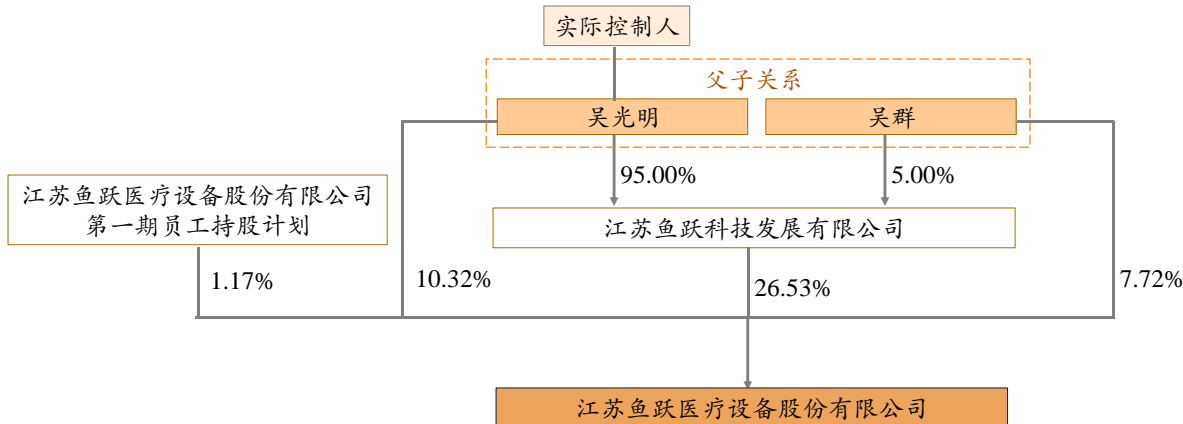 实际控制人
父子关系
吴光明
吴群
95.00%
5.00%
江苏鱼跃医疗设备股份有限公司
第一期员工持股计划
江苏鱼跃科技发展有限公司
1.17%
10.32%
26.53%
7.72%
江苏鱼跃医疗设备股份有限公司